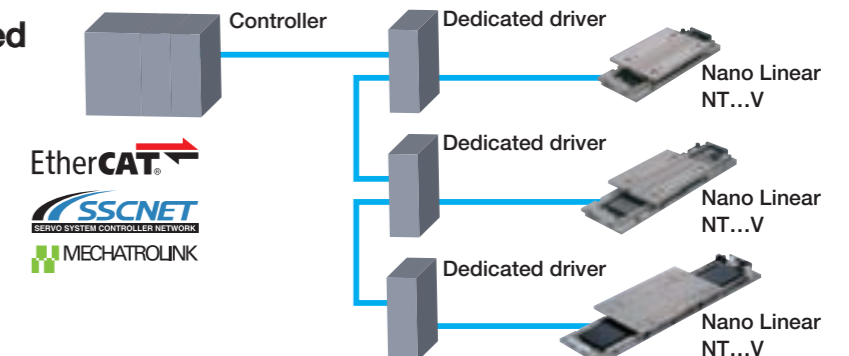 ed
Controller
Dedicated driver
Nano Linear
NT...V
EtherCAT®
Dedicated driver
SSCNET
SERVO SYSTEM CONTROLLER NETWORK
Nano Linear
NT...V
MECHATROLINK
Dedicated driver
Nano Linear
NT...V